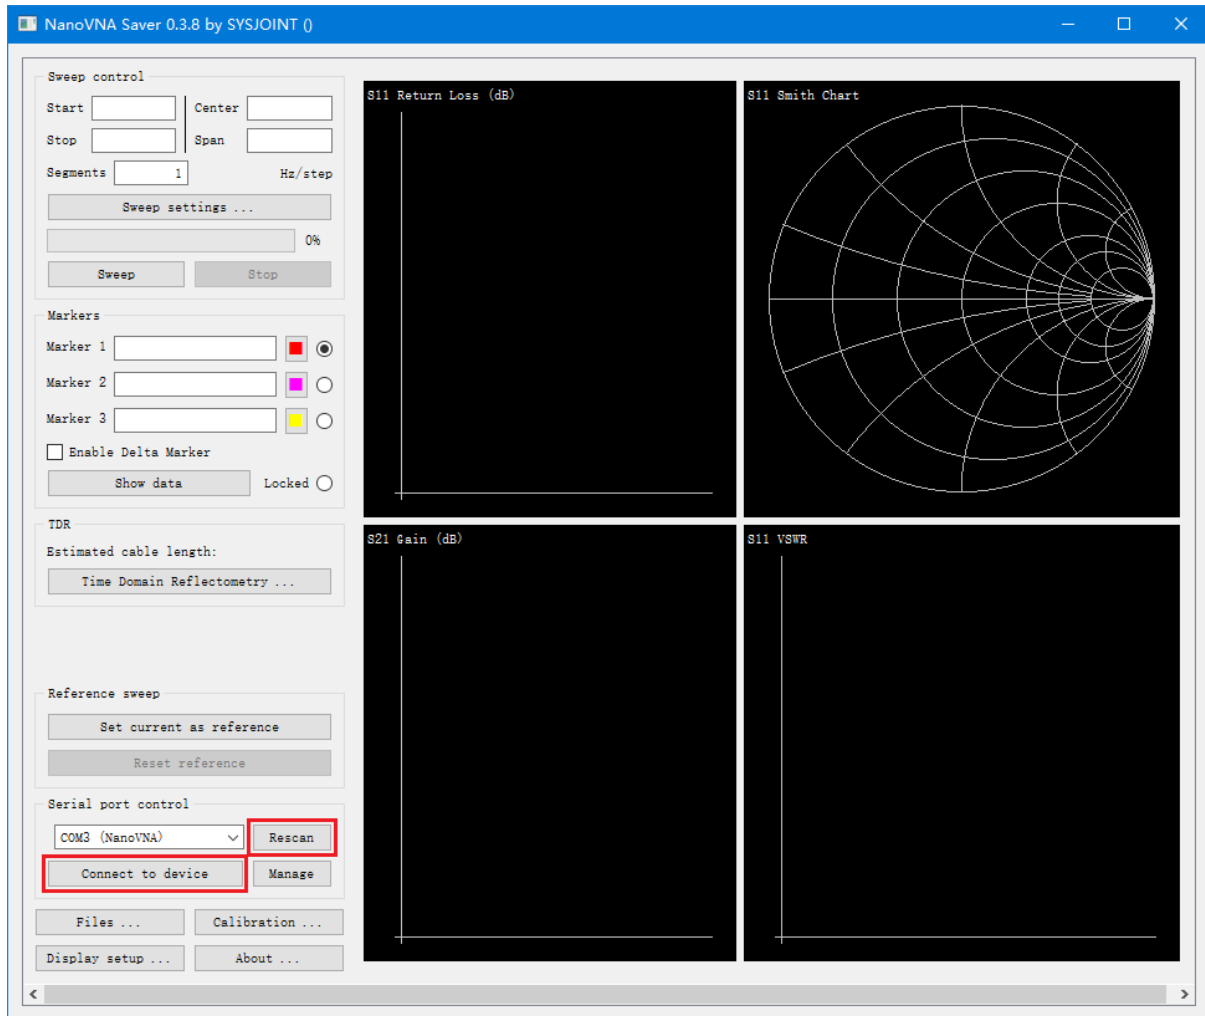 NanoVNA Saver 0.3.8 by SYSJOINT ()
Sweep control
Start
Center
Stop
Span
Segments 1 Hz/step
Sweep settings ...
0%
Sweep
Stop
Markers
Marker 1
Marker 2
Marker 3
Enable Delta Marker
Show data
Locked
TDR
Estimated cable length:
Time Domain Reflectometry ...
Reference sweep
Set current as reference
Reset reference
Serial port control
COM3 (NanoVNA)
Rescan
Connect to device
Manage
Files ...
Calibration ...
Display setup ...
About ...
S11 Return Loss (dB)
S11 Smith Chart
S21 Gain (dB)
S11 VSWR